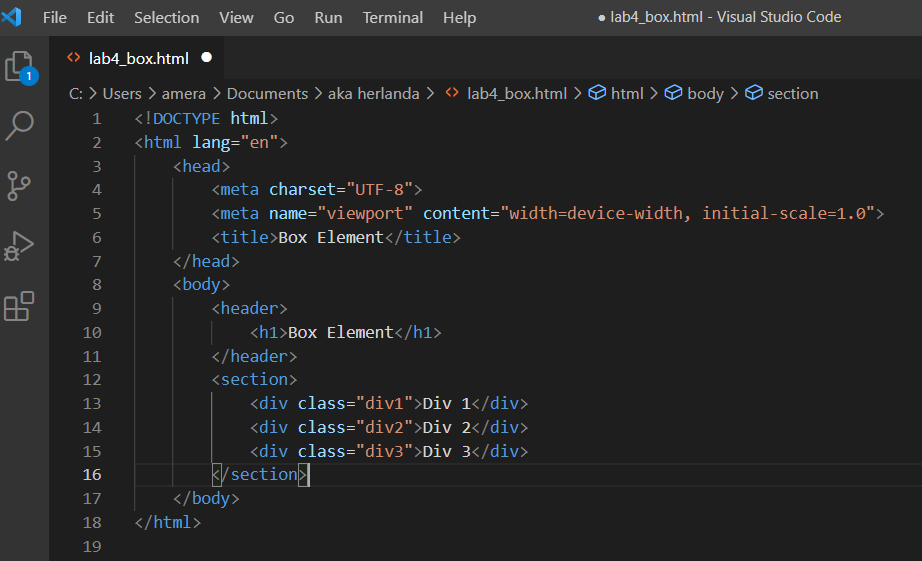 File Edit Selection View Go Run Terminal Help ● lab4_box.html - Visual Studio Code
<> lab4_box.html ●
1
C: > Users > amera > Documents > aka herlanda > <> lab4_box.html > html > body > section
1 <!DOCTYPE html>
2 <html lang="en">
3     <head>
4         <meta charset="UTF-8">
5         <meta name="viewport" content="width=device-width, initial-scale=1.0">
6         <title>Box Element</title>
7     </head>
8     <body>
9         <header>
10             <h1>Box Element</h1>
11         </header>
12         <section>
13             <div class="div1">Div 1</div>
14             <div class="div2">Div 2</div>
15             <div class="div3">Div 3</div>
16         </section>
17     </body>
18 </html>
19